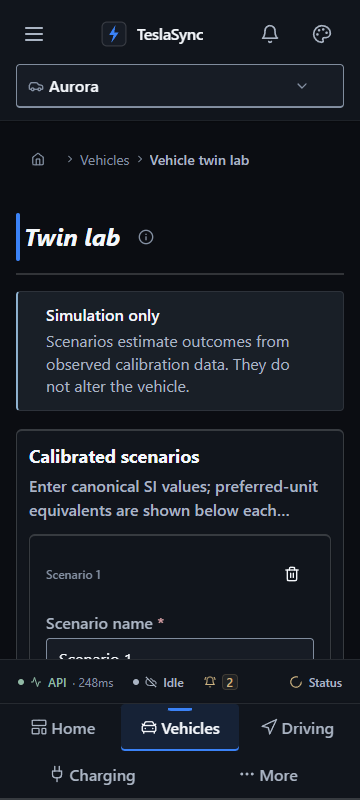 TeslaSync
Aurora
Vehicles
Vehicle twin lab
Twin lab
Simulation only
Scenarios estimate outcomes from
observed calibration data. They do
not alter the vehicle.
Calibrated scenarios
Enter canonical SI values; preferred-unit
equivalents are shown below each...
Scenario 1
Scenario name *
Scenario 1
API · 248ms
Idle
2
Status
Home
Vehicles
Driving
Charging
More